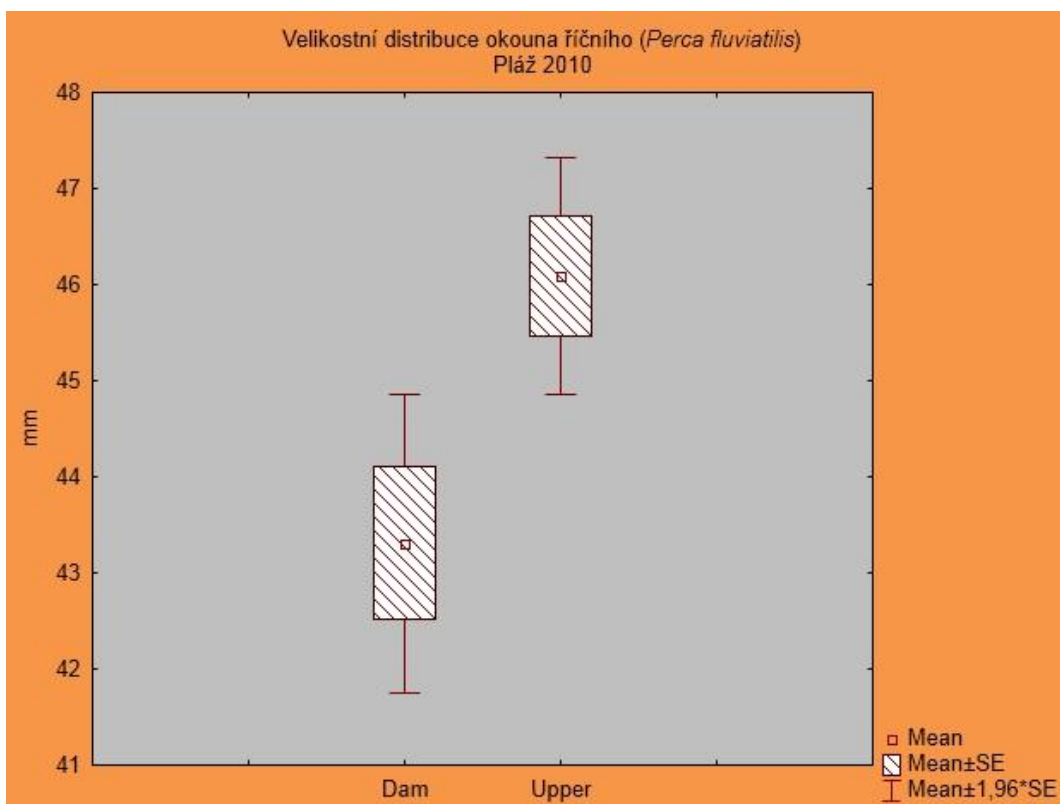 Velikostní distribuce okouna říčního (Perca fluviatilis)
Pláž 2010
48
47
46
45
44
43
42
41
mm
Dam Upper
Mean
Mean±SE
Mean±1,96*SE